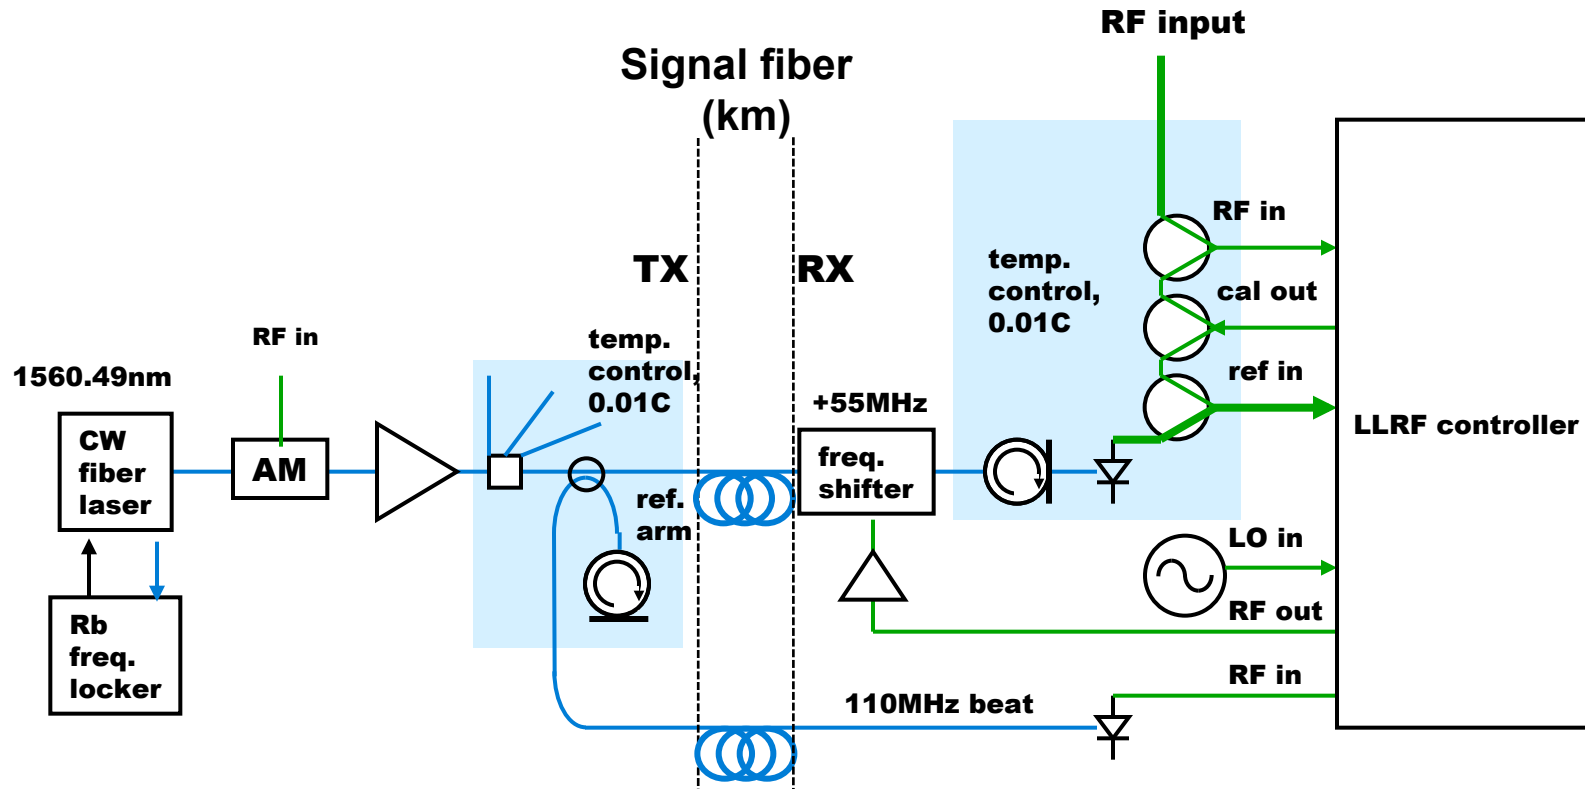 RF input
Signal fiber
(km)
RF in
temp.
control,
0.01C
cal out
ref in
TX
RX
RF in
temp.
control,
0.01C
1560.49nm
+55MHz
CW
fiber
laser
AM
freq.
shifter
LLRF controller
ref.
arm
LO in
RF out
Rb
freq.
locker
RF in
110MHz beat